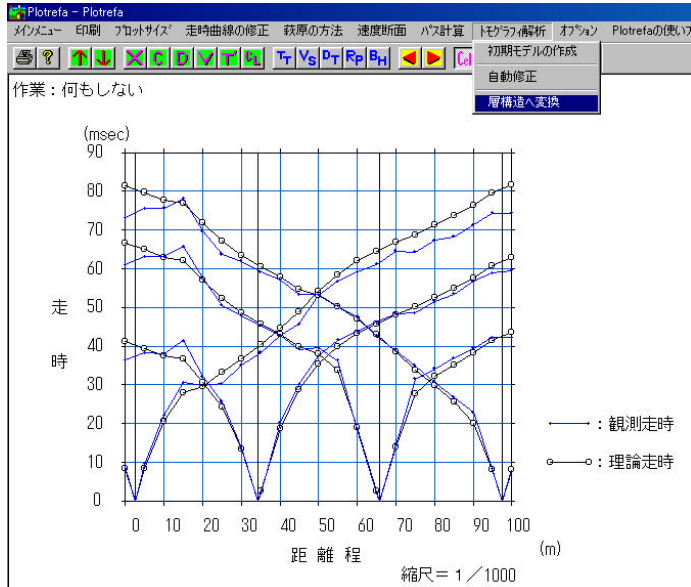 Plotrefa - Plotrefa
メインメニュー 印刷 プロットサイズ 走時曲線の修正 萩原の方法 速度断面 パス計算 トモグラフィ解析 オプション Plotrefaの使い
初期モデルの作成
自動修正
層構造へ変換
TT VS DT RP BH Cel
作業：何もしない
(msec)
90
80
70
60
50
40
30
20
10
0
走時
観測走時
理論走時
0 10 20 30 40 50 60 70 80 90 100
距離程
(m)
縮尺＝1／1000